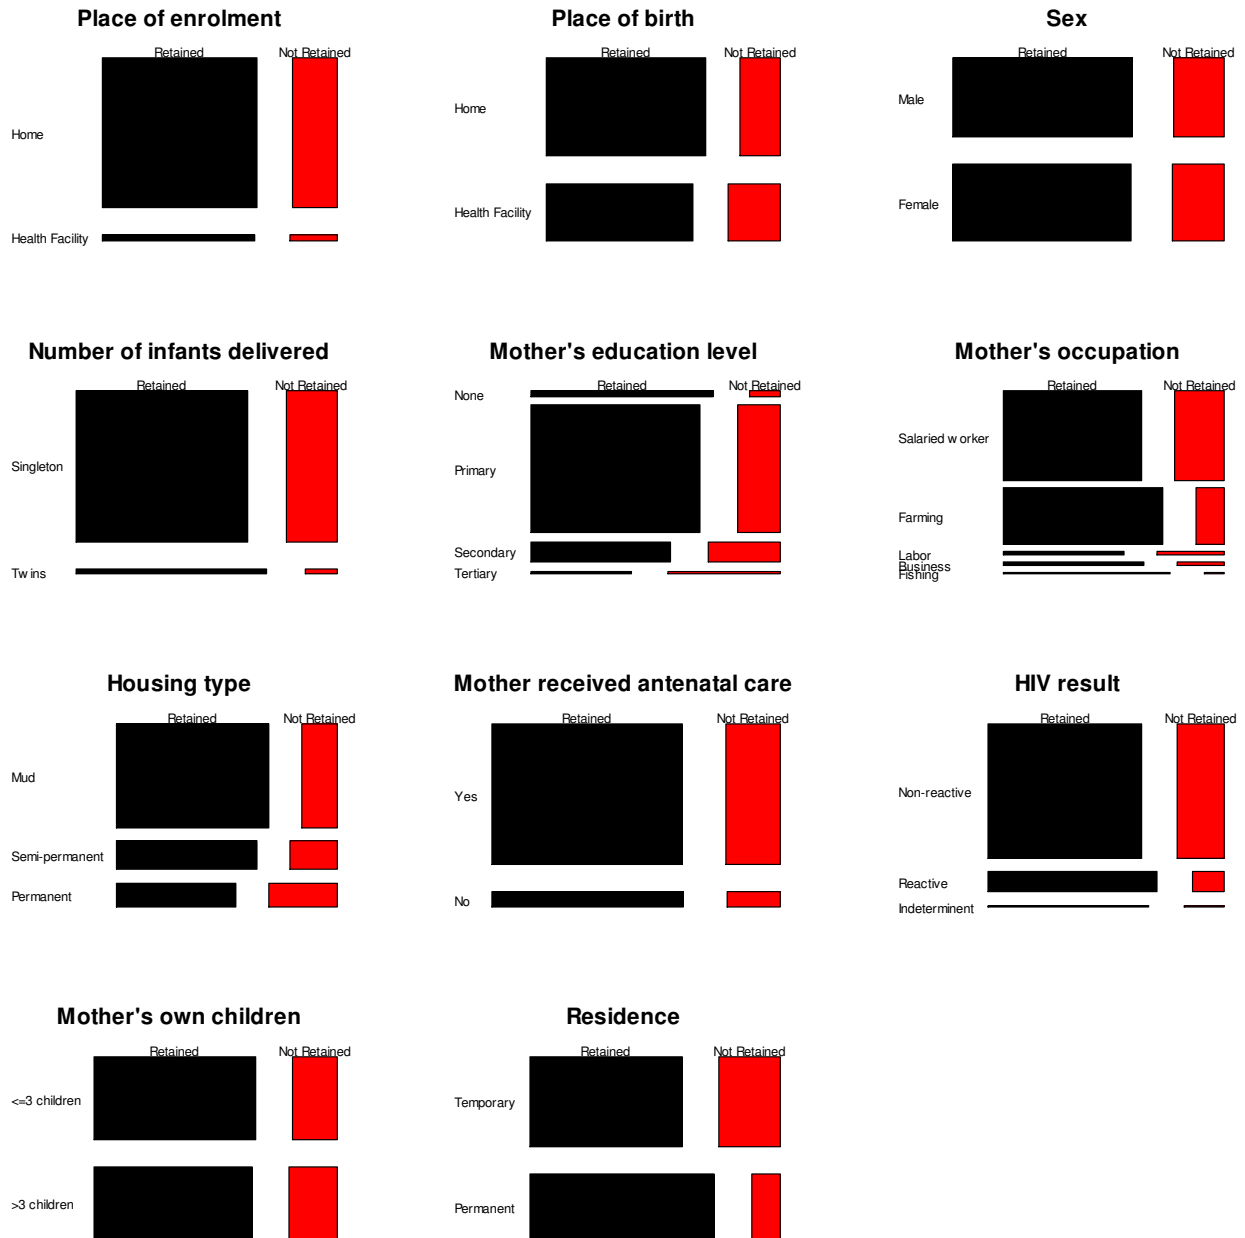 Place of enrolment
Retained Not Retained
Home
Health Facility
Place of birth
Retained Not Retained
Home
Health Facility
Sex
Retained Not Retained
Male
Female
Number of infants delivered
Retained Not Retained
Singleton
Twins
Mother's education level
Retained Not Retained
None
Primary
Secondary
Tertiary
Mother's occupation
Retained Not Retained
Salaried worker
Farming
Labor
Business
Fishing
Housing type
Retained Not Retained
Mud
Semi-permanent
Permanent
Mother received antenatal care
Retained Not Retained
Yes
No
HIV result
Retained Not Retained
Non-reactive
Reactive
Indeterminent
Mother's own children
Retained Not Retained
<=3 children
>3 children
Residence
Retained Not Retained
Temporary
Permanent